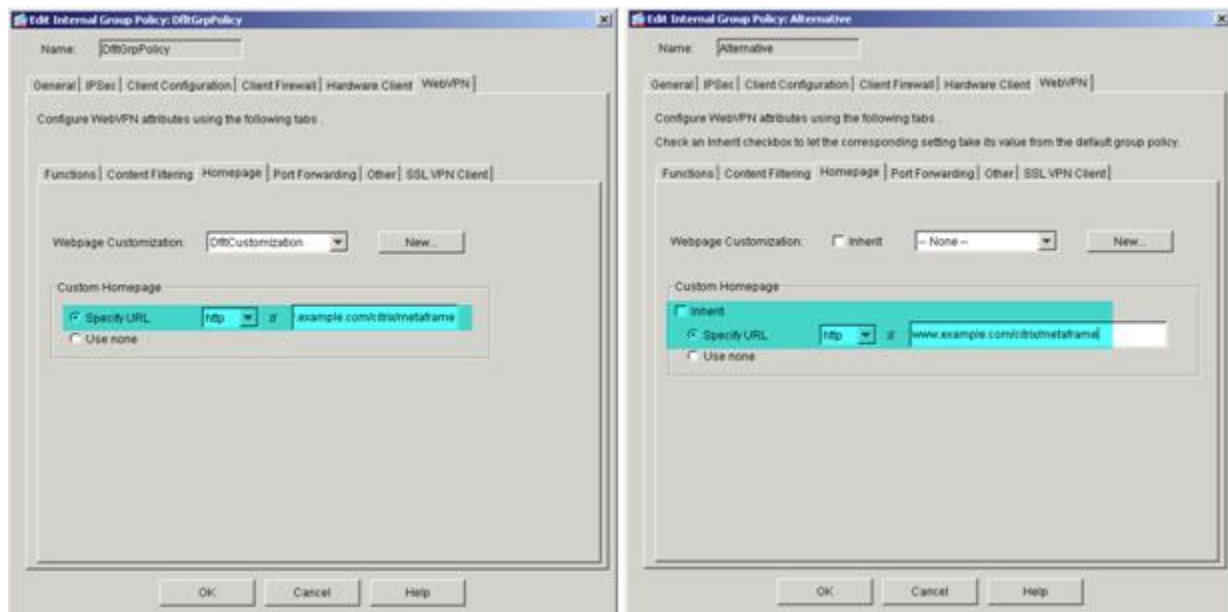 Edit Internal Group Policy: DfltGrpPolicy
Name: DfltGrpPolicy
General IPSec Client Configuration Client Firewall Hardware Client WebVPN
Configure WebVPN attributes using the following tabs .
Functions Content Filtering Homepage Port Forwarding Other SSL VPN Client
Webpage Customization: DfltCustomization New...
Custom Homepage
Specify URL http :// .example.com/citrix/metaframe
Use none
OK Cancel Help
Edit Internal Group Policy: Alternative
Name: Alternative
General IPSec Client Configuration Client Firewall Hardware Client WebVPN
Configure WebVPN attributes using the following tabs .
Check an Inherit checkbox to let the corresponding setting take its value from the default group policy.
Functions Content Filtering Homepage Port Forwarding Other SSL VPN Client
Webpage Customization: Inherit -- None -- New...
Custom Homepage
Inherit
Specify URL http :// www.example.com/citrix/metaframe
Use none
OK Cancel Help